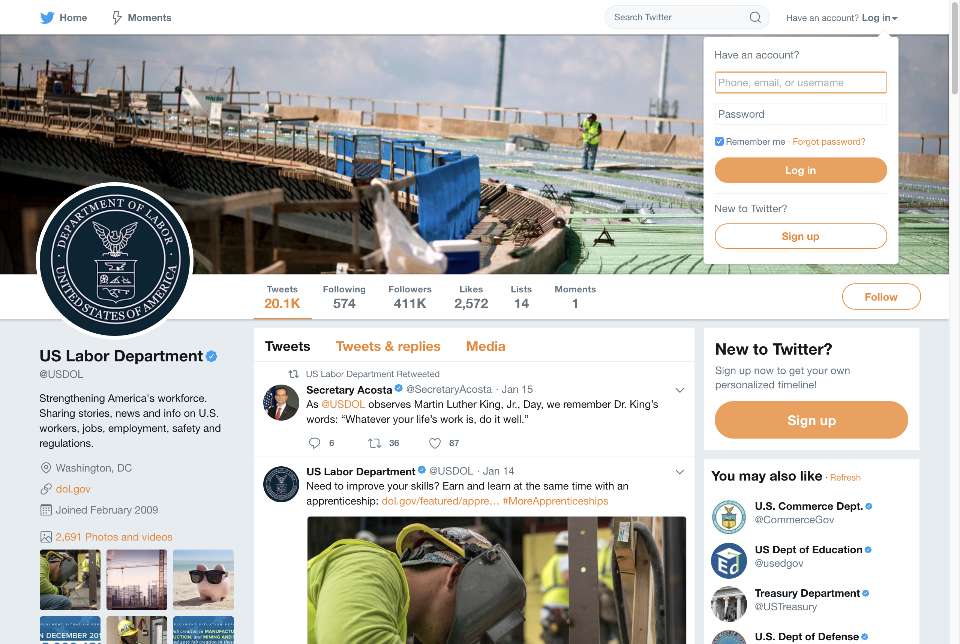 Home
Moments
Search Twitter
Have an account? Log in
Have an account?
Phone, email, or username
Password
Remember me · Forgot password?
Log in
New to Twitter?
Sign up
DEPARTMENT OF LABOR
UNITED STATES OF AMERICA
Tweets
20.1K
Following
574
Followers
411K
Likes
2,572
Lists
14
Moments
1
Follow
US Labor Department
@USDOL
Strengthening America's workforce.
Sharing stories, news and info on U.S.
workers, jobs, employment, safety and
regulations.
Washington, DC
dol.gov
Joined February 2009
2,691 Photos and videos
Tweets
Tweets & replies
Media
US Labor Department Retweeted
Secretary Acosta @SecretaryAcosta · Jan 15
As @USDOL observes Martin Luther King, Jr., Day, we remember Dr. King's
words: “Whatever your life's work is, do it well.”
6
36
87
US Labor Department @USDOL · Jan 14
Need to improve your skills? Earn and learn at the same time with an
apprenticeship: dol.gov/featured/appre… #MoreApprenticeships
New to Twitter?
Sign up now to get your own
personalized timeline!
Sign up
You may also like · Refresh
U.S. Commerce Dept.
@CommerceGov
Ed
US Dept of Education
@usedgov
Treasury Department
@USTreasury
U.S. Dept of Defense